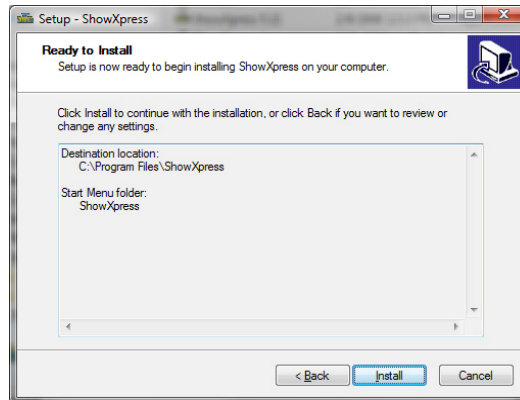 Setup - ShowXpress
Ready to Install
Setup is now ready to begin installing ShowXpress on your computer.
Click Install to continue with the installation, or click Back if you want to review or
change any settings.
Destination location:
C:\Program Files\ShowXpress
Start Menu folder:
ShowXpress
< Back
Install
Cancel